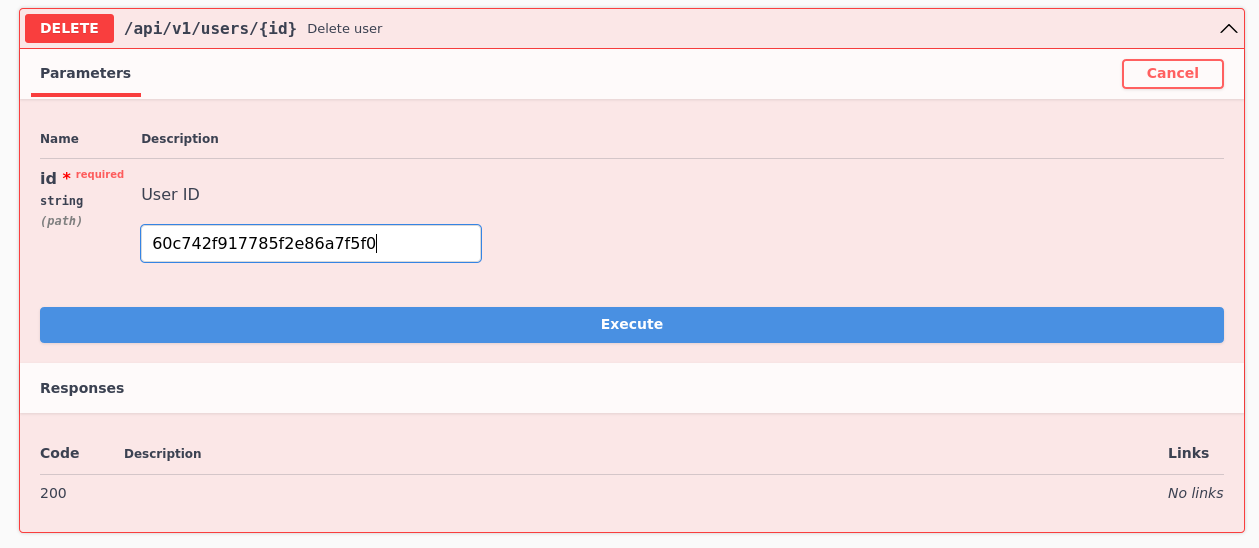 DELETE /api/v1/users/{id} Delete user
Parameters Cancel
Name Description
id * required
string
(path)
User ID
60c742f917785f2e86a7f5f0
Execute
Responses
Code Description Links
200 No links